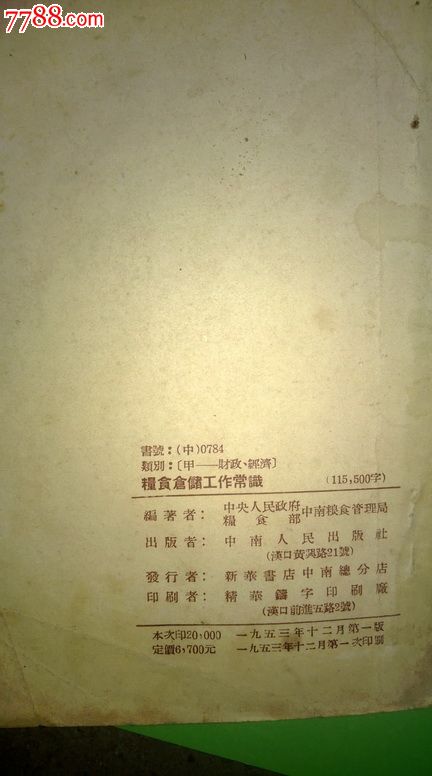 7788.com
書號：(中)0784
類別：〔甲——財政、經濟〕
糧食倉儲工作常識 (115,500字)
編著者：中央人民政府糧食部中南粮食管理局
出版者：中南人民出版社
(漢口黃興路21號)
發行者：新華書店中南總分店
印刷者：精華鑄字印刷廠
(漢口前進五路2號)
本次印20,000 一九五三年十二月第一版
定價6,700元 一九五三年十二月第一次印刷